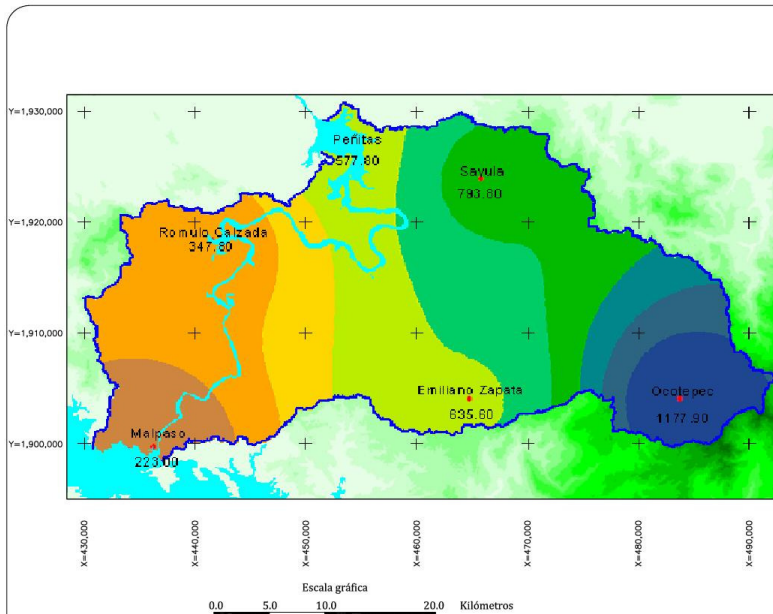 Y=1,930,000
Peñitas
577.80
Sayula
793.80
Y=1,920,000
Romulo Calzada
347.80
Y=1,910,000
Emiliano Zapata
635.80
Ocotepec
1177.90
Y=1,900,000
Malpaso
223.00
X=430,000
X=440,000
X=450,000
X=460,000
X=470,000
X=480,000
X=490,000
Escala gráfica
0.0 5.0 10.0 20.0 Kilómetros